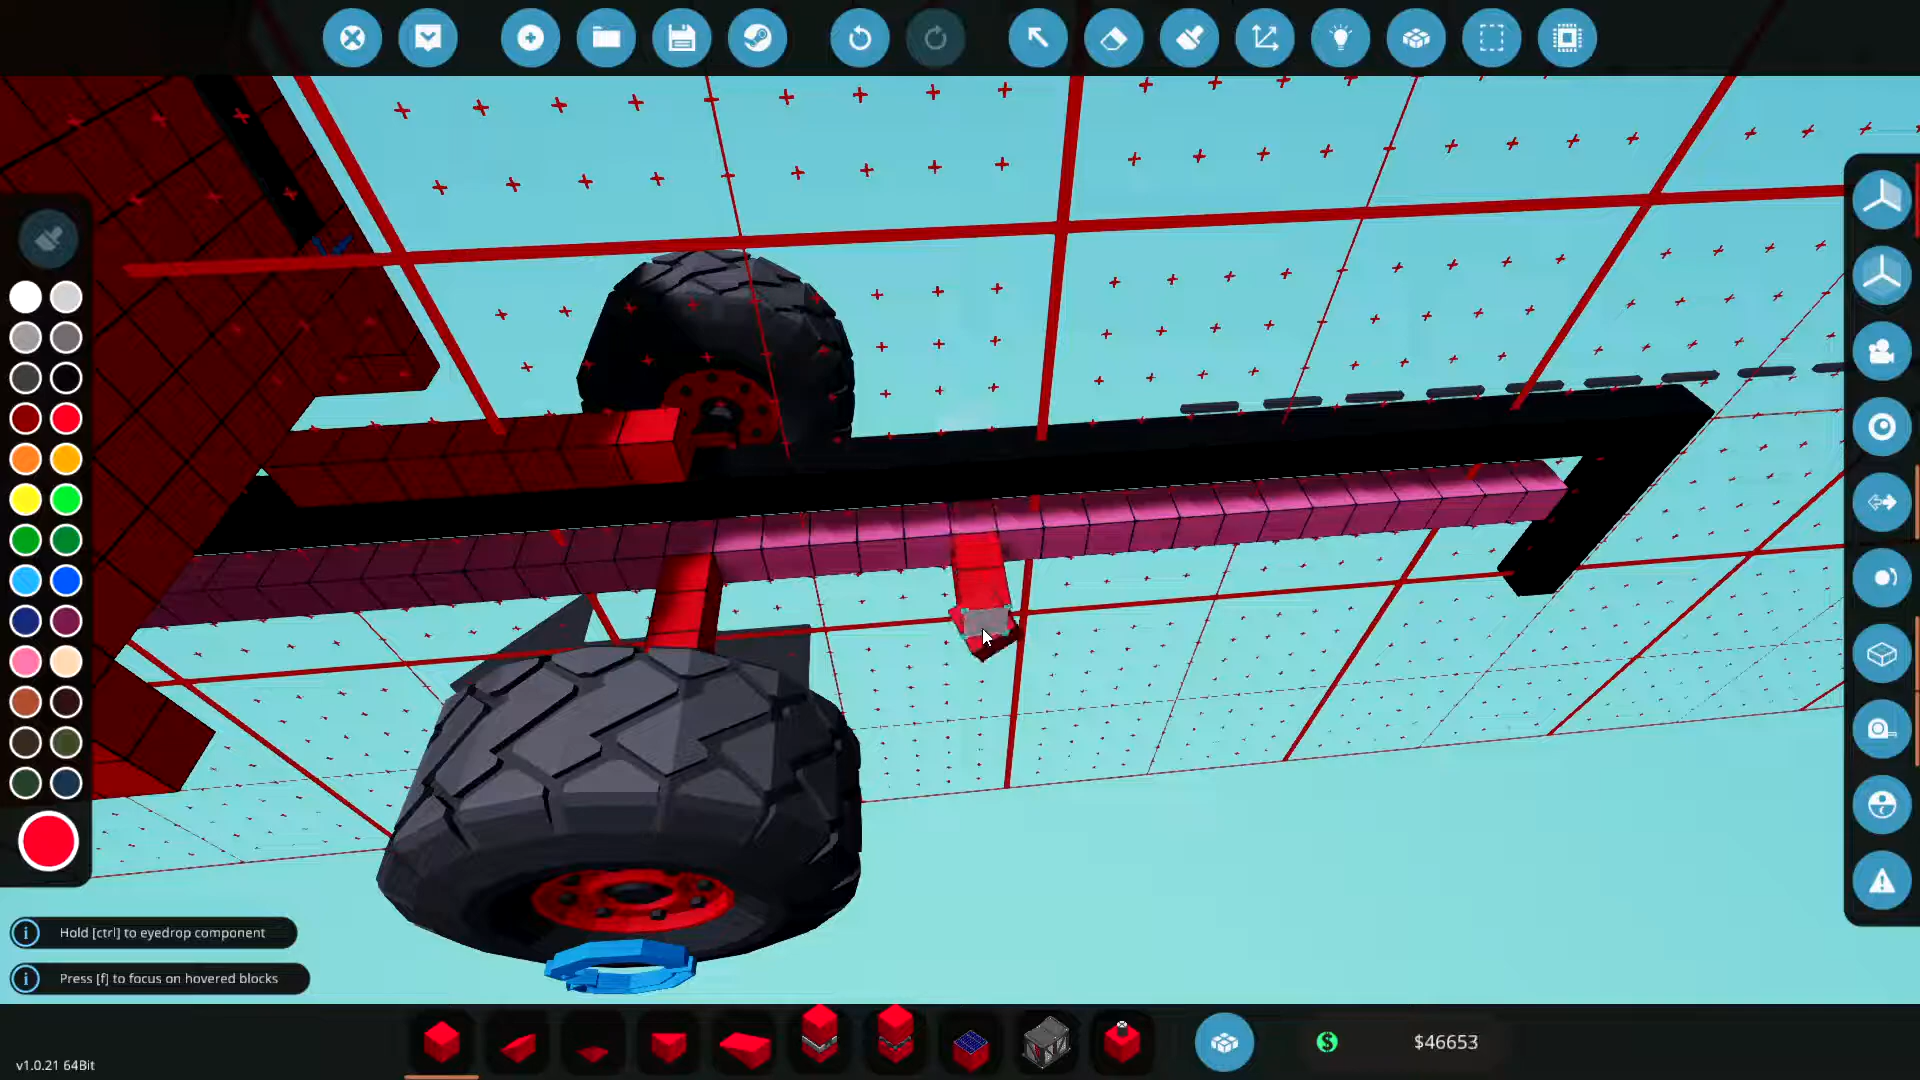 Hold [ctrl] to eyedrop component
Press [f] to focus on hovered blocks
v1.0.21 64Bit
$46653